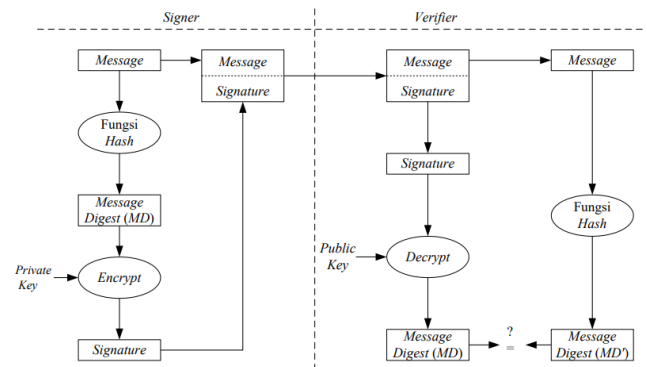 Signer
Verifier
Message
Message
Signature
Message
Signature
Message
Fungsi
Hash
Signature
Message
Digest (MD)
Fungsi
Hash
Private
Key
Encrypt
Public
Key
Decrypt
Signature
Message
Digest (MD)
?
=
Message
Digest (MD')